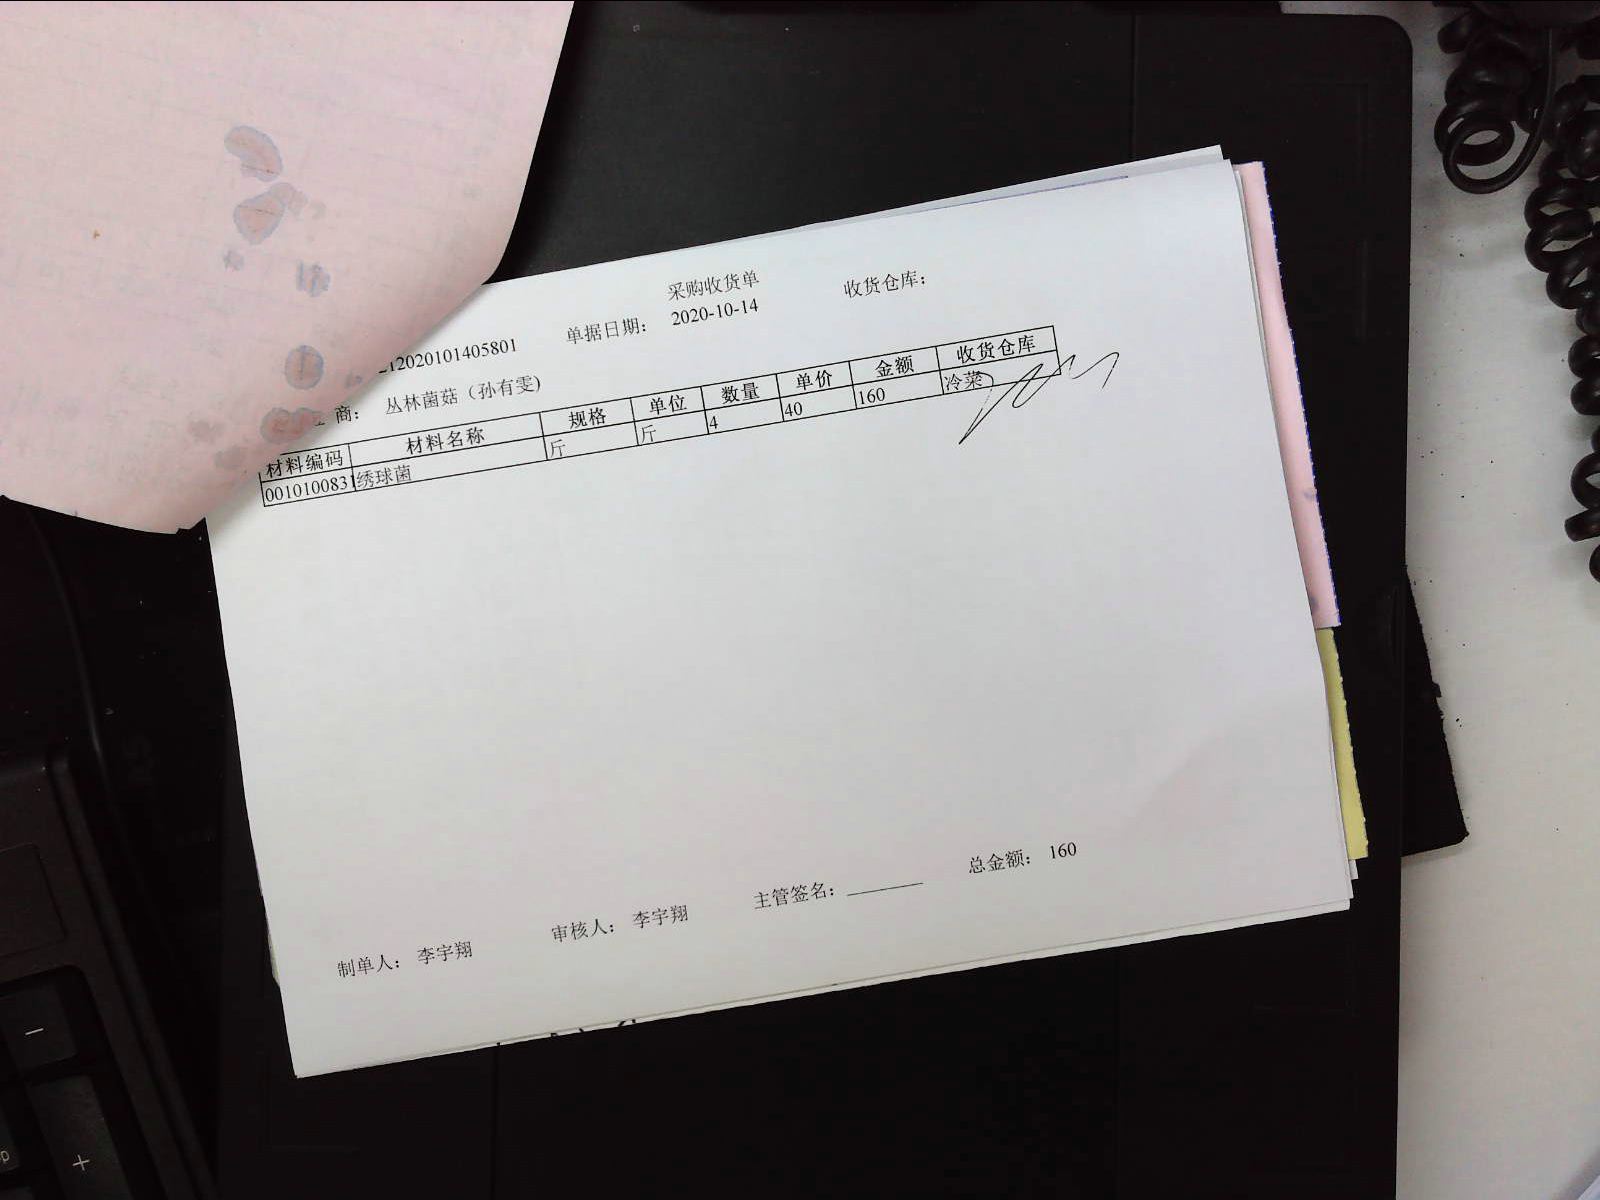 采购收货单
收货仓库:
12020101405801 单据日期: 2020-10-14
商: 丛林菌菇（孙有雯)
材料编码 材料名称 规格 单位 数量 单价 金额 收货仓库
0010100831 绣球菌 斤 斤 4 40 160 冷菜
总金额: 160
制单人: 李宇翔 审核人: 李宇翔 主管签名: